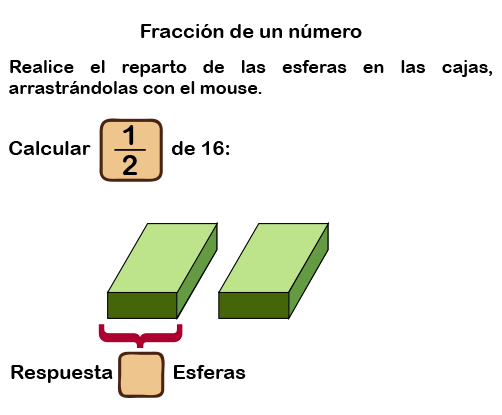 Fracción de un número
Realice el reparto de las esferas en las cajas,
arrastrándolas con el mouse.
Calcular 1/2 de 16:
Respuesta Esferas